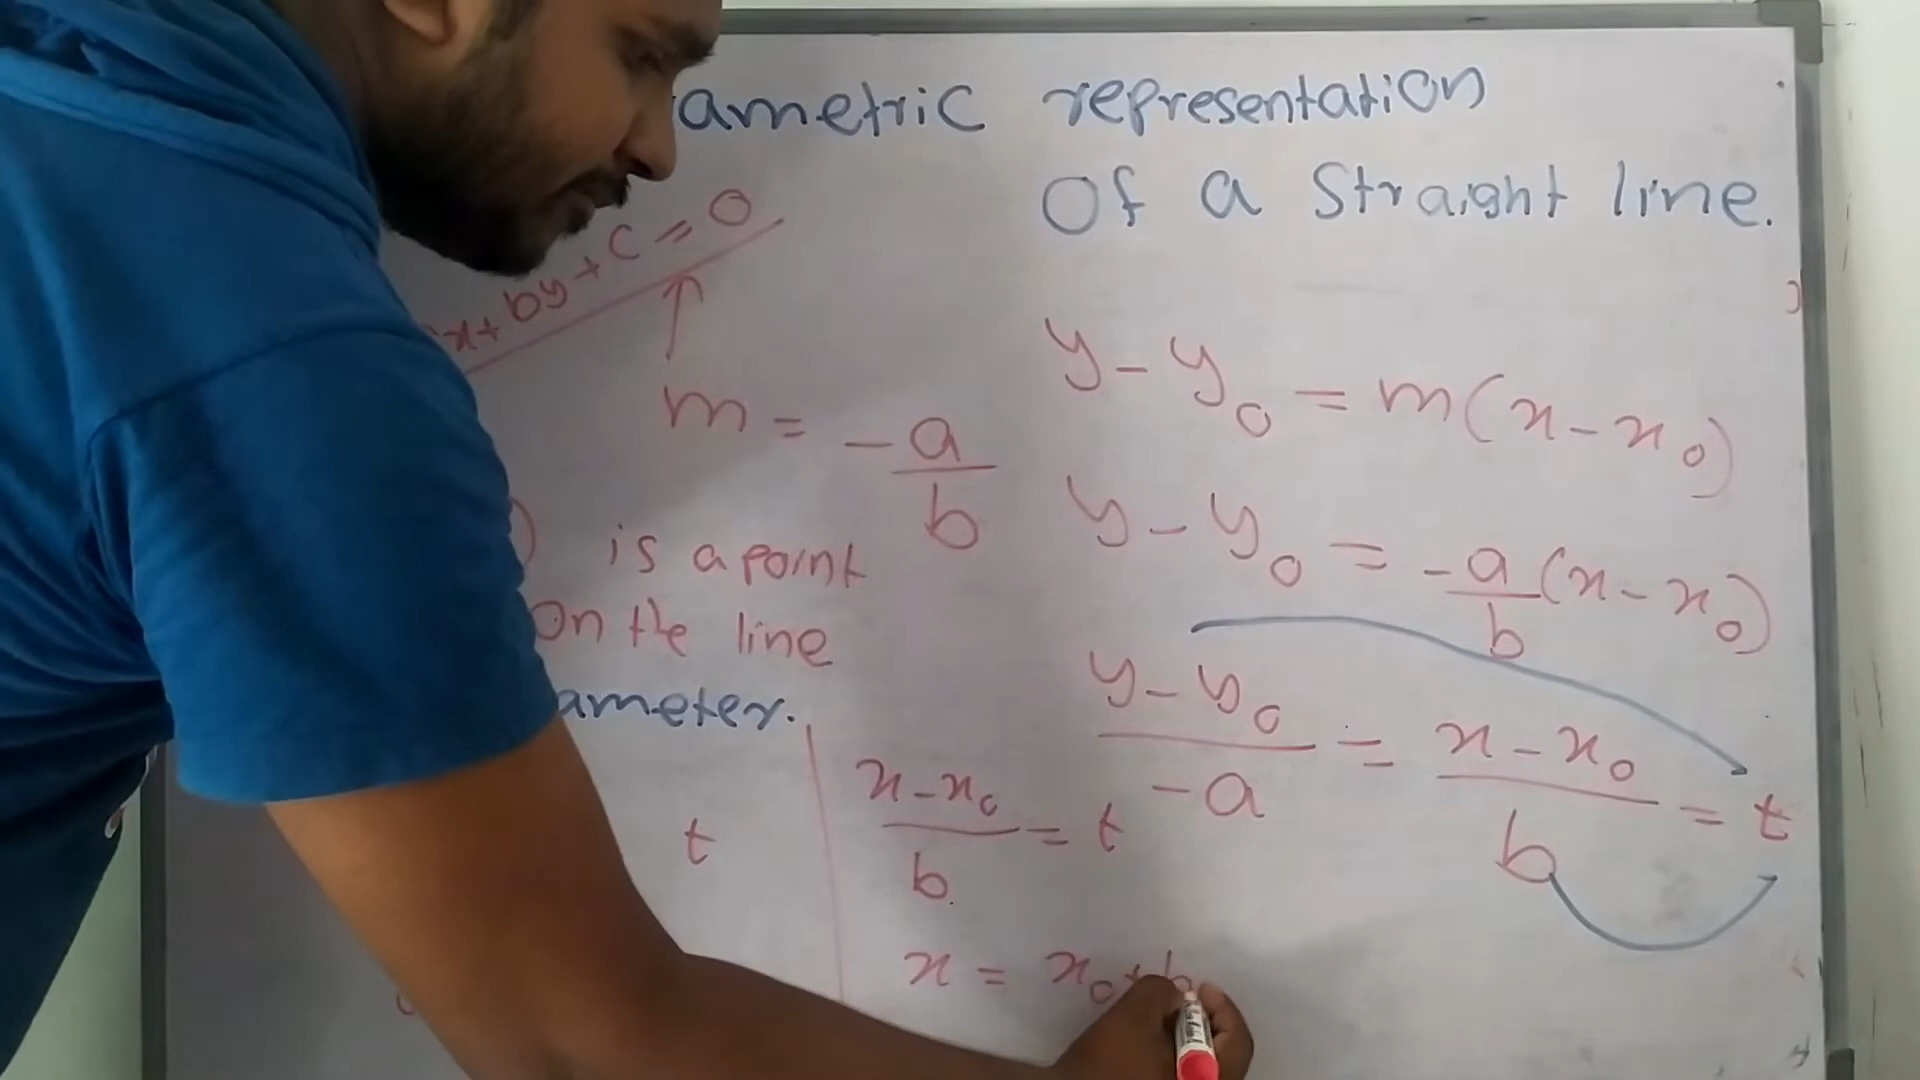 ametric representation
of a Straight line.
x + by + c = 0
m = -a/b
y - y₀ = m(x - x₀)
y - y₀ = -a/b (x - x₀)
) is a point
on the line
(y - y₀)/-a = (x - x₀)/b = t
ameter.
t
(x - x₀)/b = t
x = x₀ + b